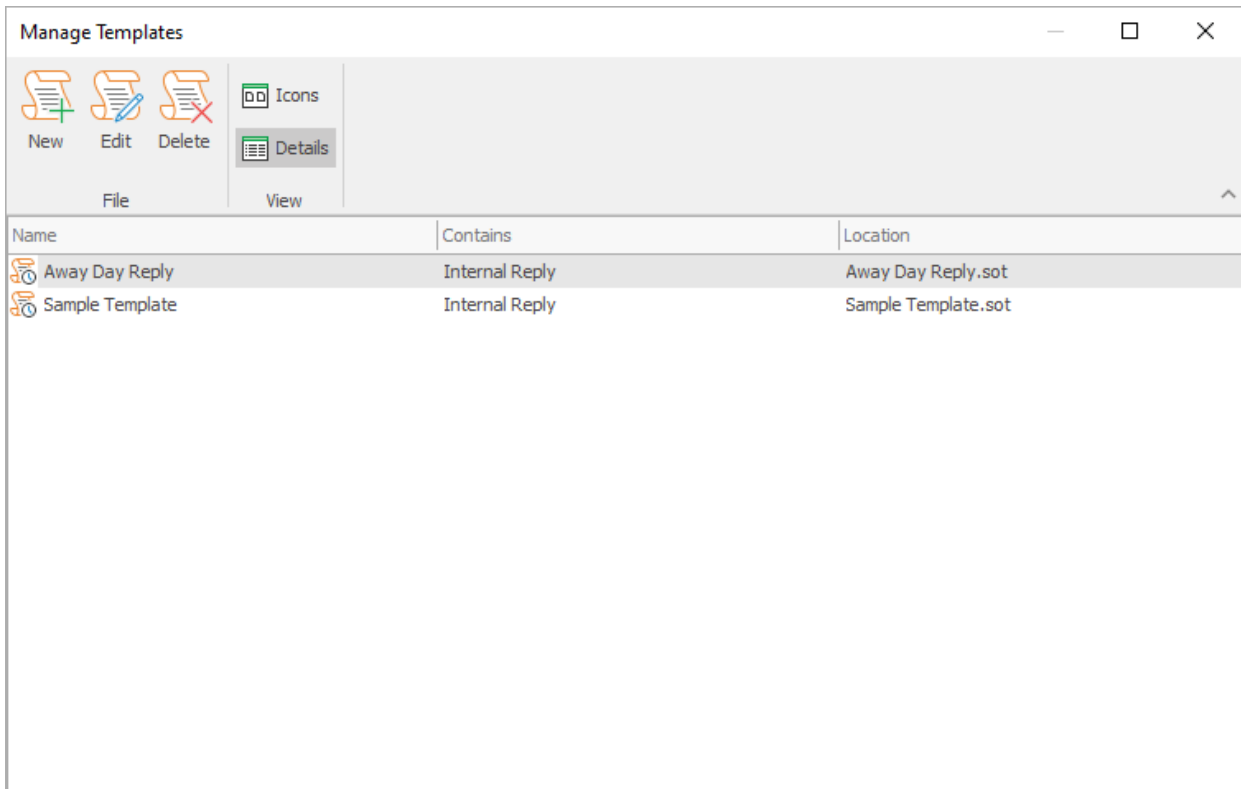 Manage Templates
Icons
New Edit Delete
Details
File View
Name Contains Location
Away Day Reply Internal Reply Away Day Reply.sot
Sample Template Internal Reply Sample Template.sot